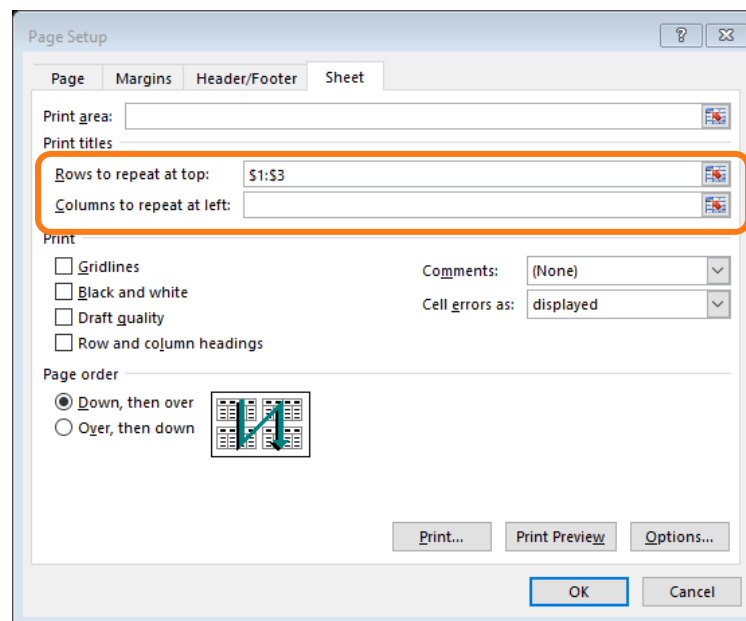 Page Setup
Page Margins Header/Footer Sheet
Print area:
Print titles
Rows to repeat at top: $1:$3
Columns to repeat at left:
Print
Gridlines Comments: (None)
Black and white
Cell errors as: displayed
Draft quality
Row and column headings
Page order
Down, then over
Over, then down
Print... Print Preview Options...
OK Cancel